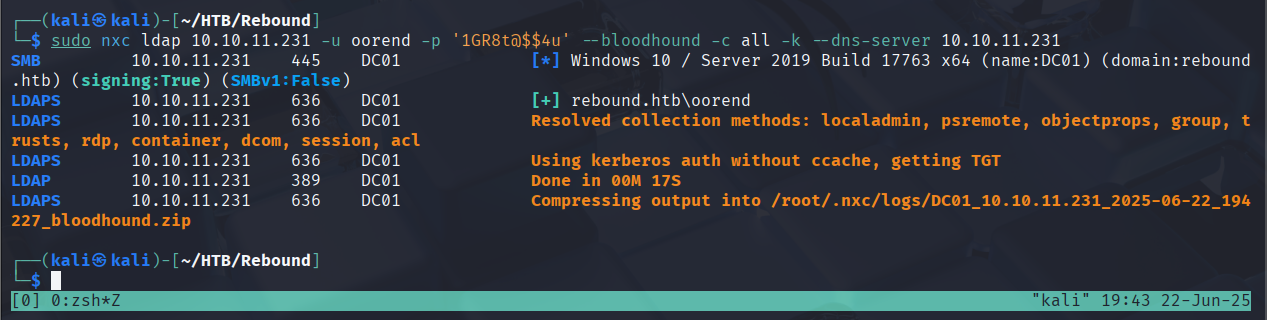 ┌──(kali㉿kali)-[~/HTB/Rebound]
└─$ sudo nxc ldap 10.10.11.231 -u oorend -p '1GR8t@$$4u' --bloodhound -c all -k --dns-server 10.10.11.231
SMB 10.10.11.231 445 DC01 [*] Windows 10 / Server 2019 Build 17763 x64 (name:DC01) (domain:rebound
.htb) (signing:True) (SMBv1:False)
LDAPS 10.10.11.231 636 DC01 [+] rebound.htb\oorend
LDAPS 10.10.11.231 636 DC01 Resolved collection methods: localadmin, psremote, objectprops, group, t
rusts, rdp, container, dcom, session, acl
LDAPS 10.10.11.231 636 DC01 Using kerberos auth without ccache, getting TGT
LDAP 10.10.11.231 389 DC01 Done in 00M 17S
LDAPS 10.10.11.231 636 DC01 Compressing output into /root/.nxc/logs/DC01_10.10.11.231_2025-06-22_194
227_bloodhound.zip
┌──(kali㉿kali)-[~/HTB/Rebound]
└─$
[0] 0:zsh*Z "kali" 19:43 22-Jun-25